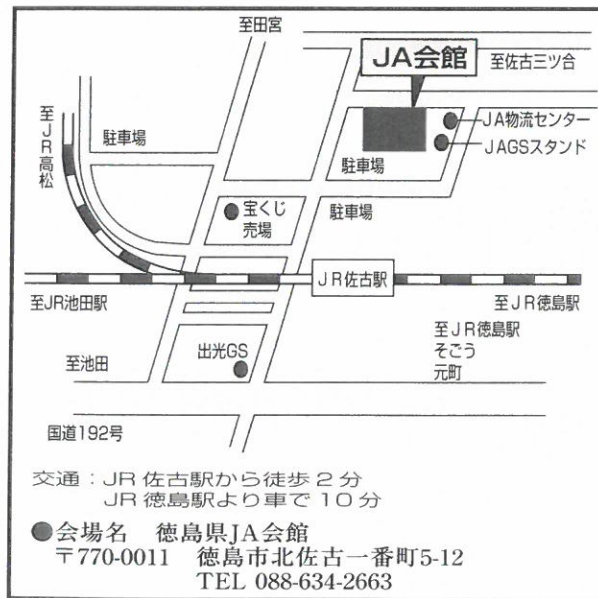 至田宮
JA会館
至佐古三ツ合
至JR高松
駐車場
JA物流センター
JAGSスタンド
駐車場
宝くじ
売場
駐車場
JR佐古駅
至JR池田駅
至JR徳島駅
至JR徳島駅
そごう
元町
至池田
出光GS
国道192号
交通：JR佐古駅から徒歩2分
JR徳島駅より車で10分
●会場名　徳島県JA会館
〒770-0011　徳島市北佐古一番町5-12
TEL 088-634-2663